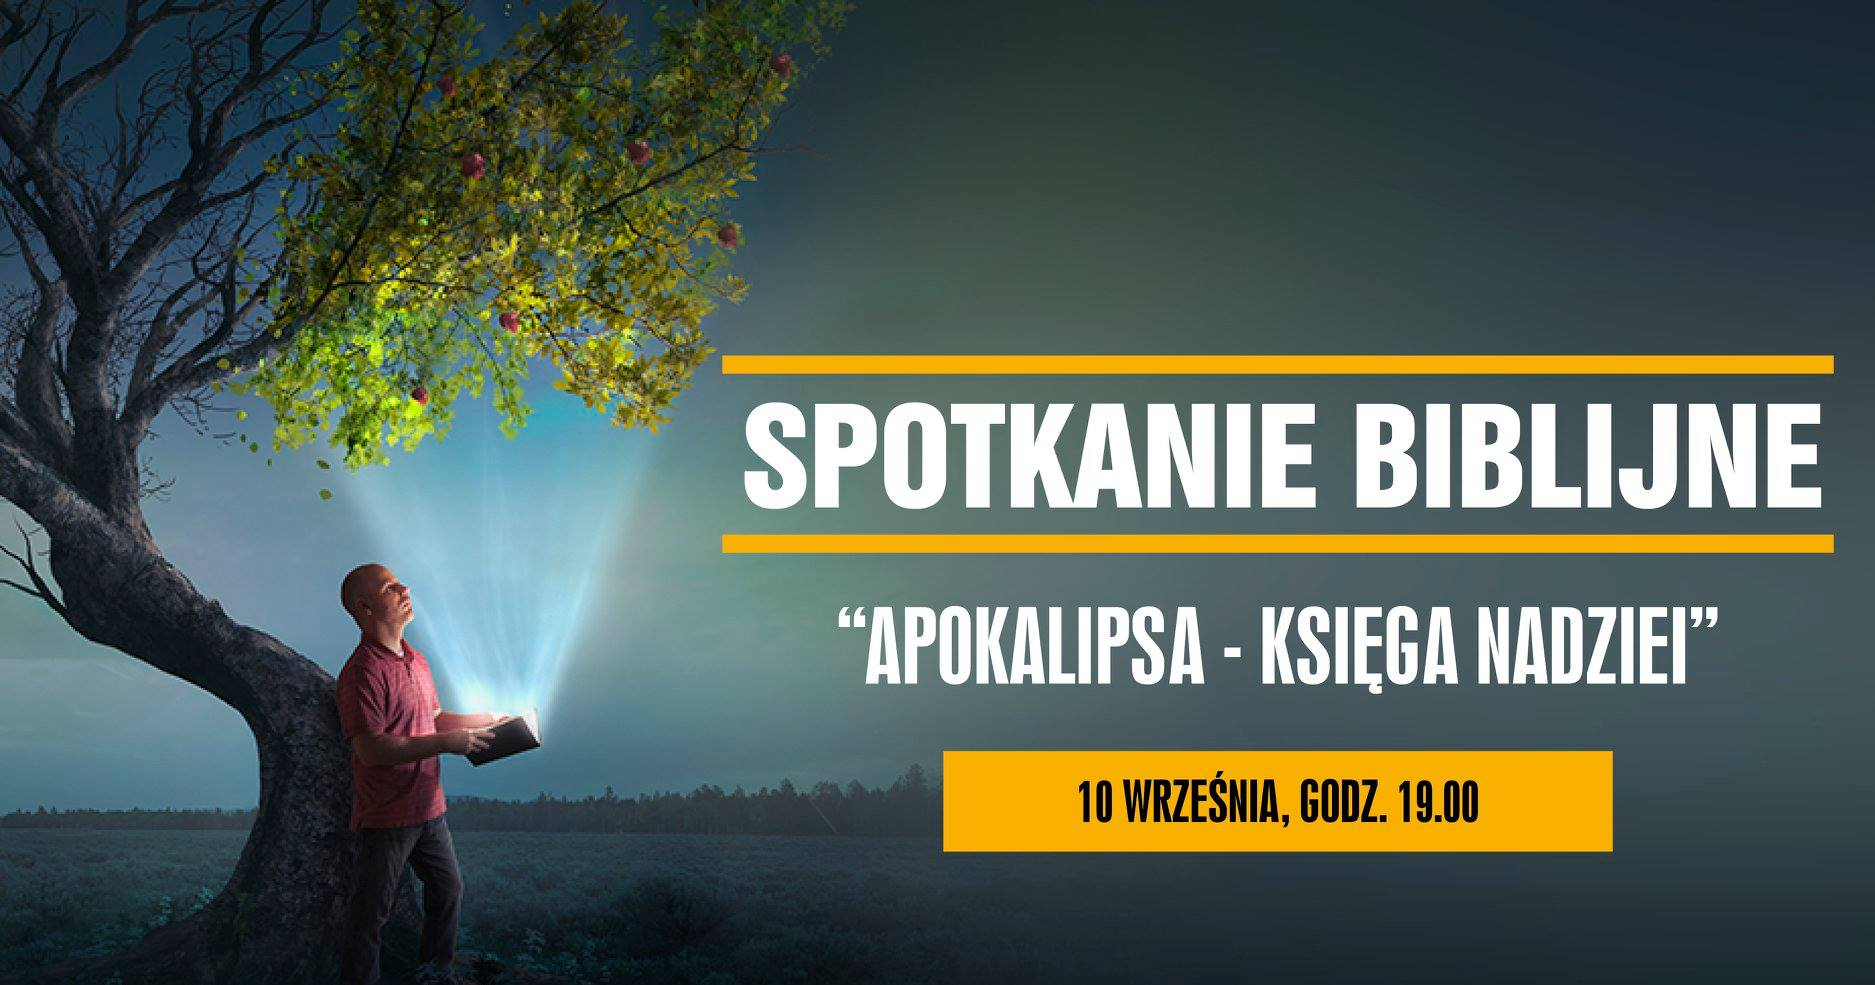 SPOTKANIE BIBLIJNE
“APOKALIPSA - KSIĘGA NADZIEI”
10 WRZEŚNIA, GODZ. 19.00